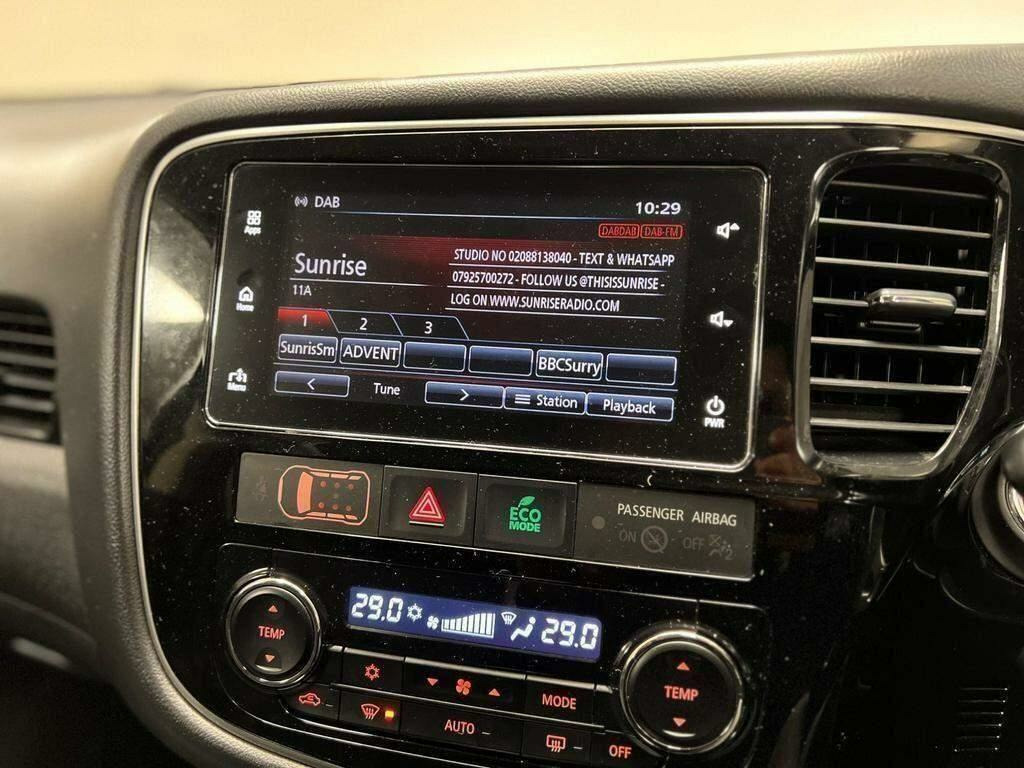 DAB
10:29
DABDAB DAB-FM
Apps
Sunrise
11A
STUDIO NO 02088138040 - TEXT & WHATSAPP
07925700272 - FOLLOW US @THISISSUNRISE -
LOG ON WWW.SUNRISERADIO.COM
Home
1 2 3
SunrisSm ADVENT BBCSurry
Menu
< Tune > Station Playback
PWR
ECO
MODE
PASSENGER AIRBAG
ON OFF
29.0 29.0
TEMP
TEMP
MODE
AUTO
OFF